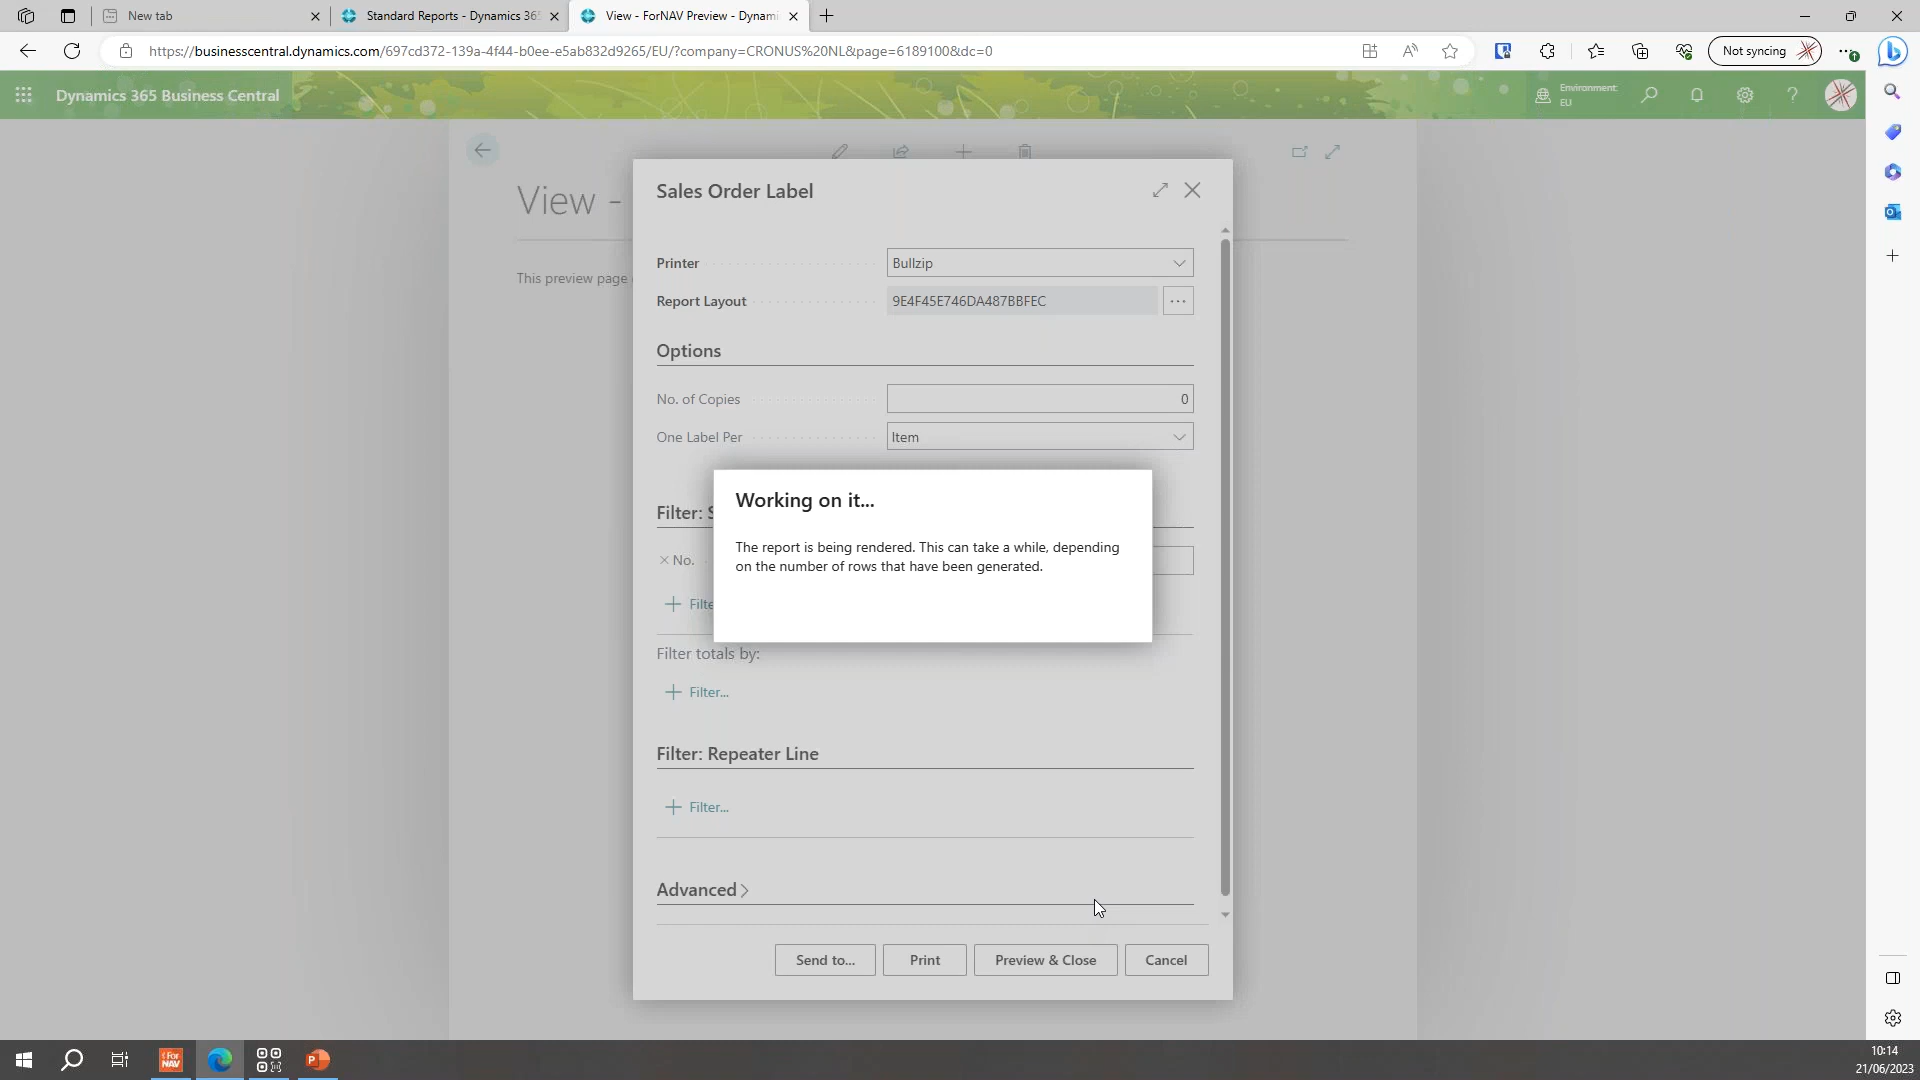 New tab
Standard Reports - Dynamics 36
View - ForNAV Preview - Dynami
https://businesscentral.dynamics.com/697cd372-139a-4f44-b0ee-e5ab832d9265/EU/?company=CRONUS%20NL&page=6189100&dc=0
Not syncing
Dynamics 365 Business Central
Environment:
EU
View -
This preview page
Sales Order Label
Printer
Bullzip
Report Layout
9E4F45E746DA487BBFEC
Options
No. of Copies
0
One Label Per
Item
Filter: S
No.
Filte
Working on it...
The report is being rendered. This can take a while, depending
on the number of rows that have been generated.
Filter totals by:
Filter...
Filter: Repeater Line
Filter...
Advanced
Send to...
Print
Preview & Close
Cancel
For
NAV
P
10:14
21/06/2023